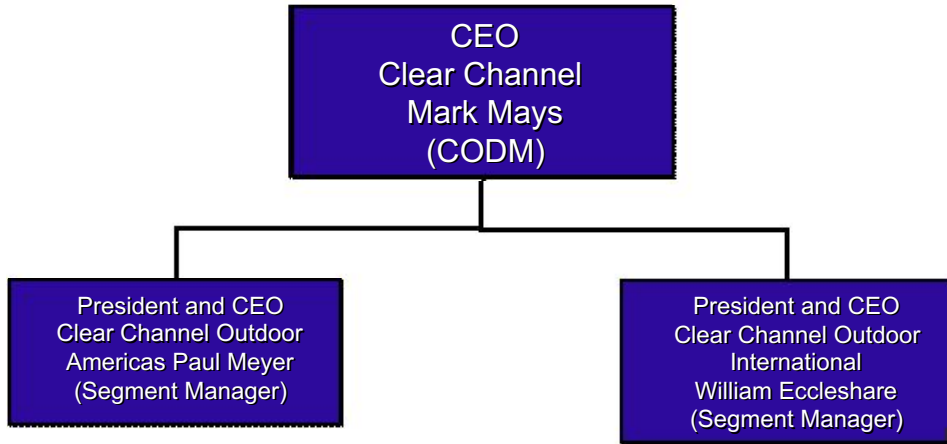 CEO
Clear Channel
Mark Mays
(CODM)
President and CEO
Clear Channel Outdoor
Americas Paul Meyer
(Segment Manager)
President and CEO
Clear Channel Outdoor
International
William Eccleshare
(Segment Manager)